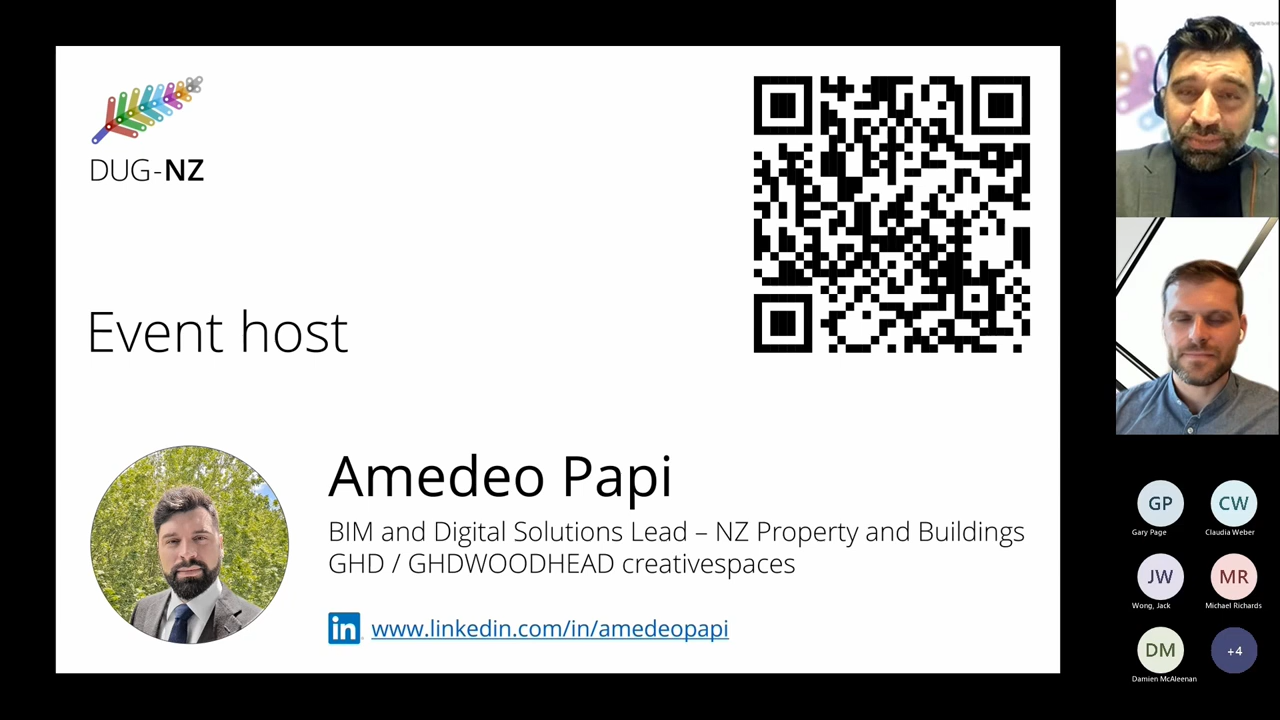 DUG-NZ
Event host
Amedeo Papi
BIM and Digital Solutions Lead – NZ Property and Buildings
GHD / GHDWOODHEAD creativespaces
in
www.linkedin.com/in/amedeopapi
GP
Gary Page
CW
Claudia Weber
JW
Wong, Jack
MR
Michael Richards
DM
Damien McAleenan
+4